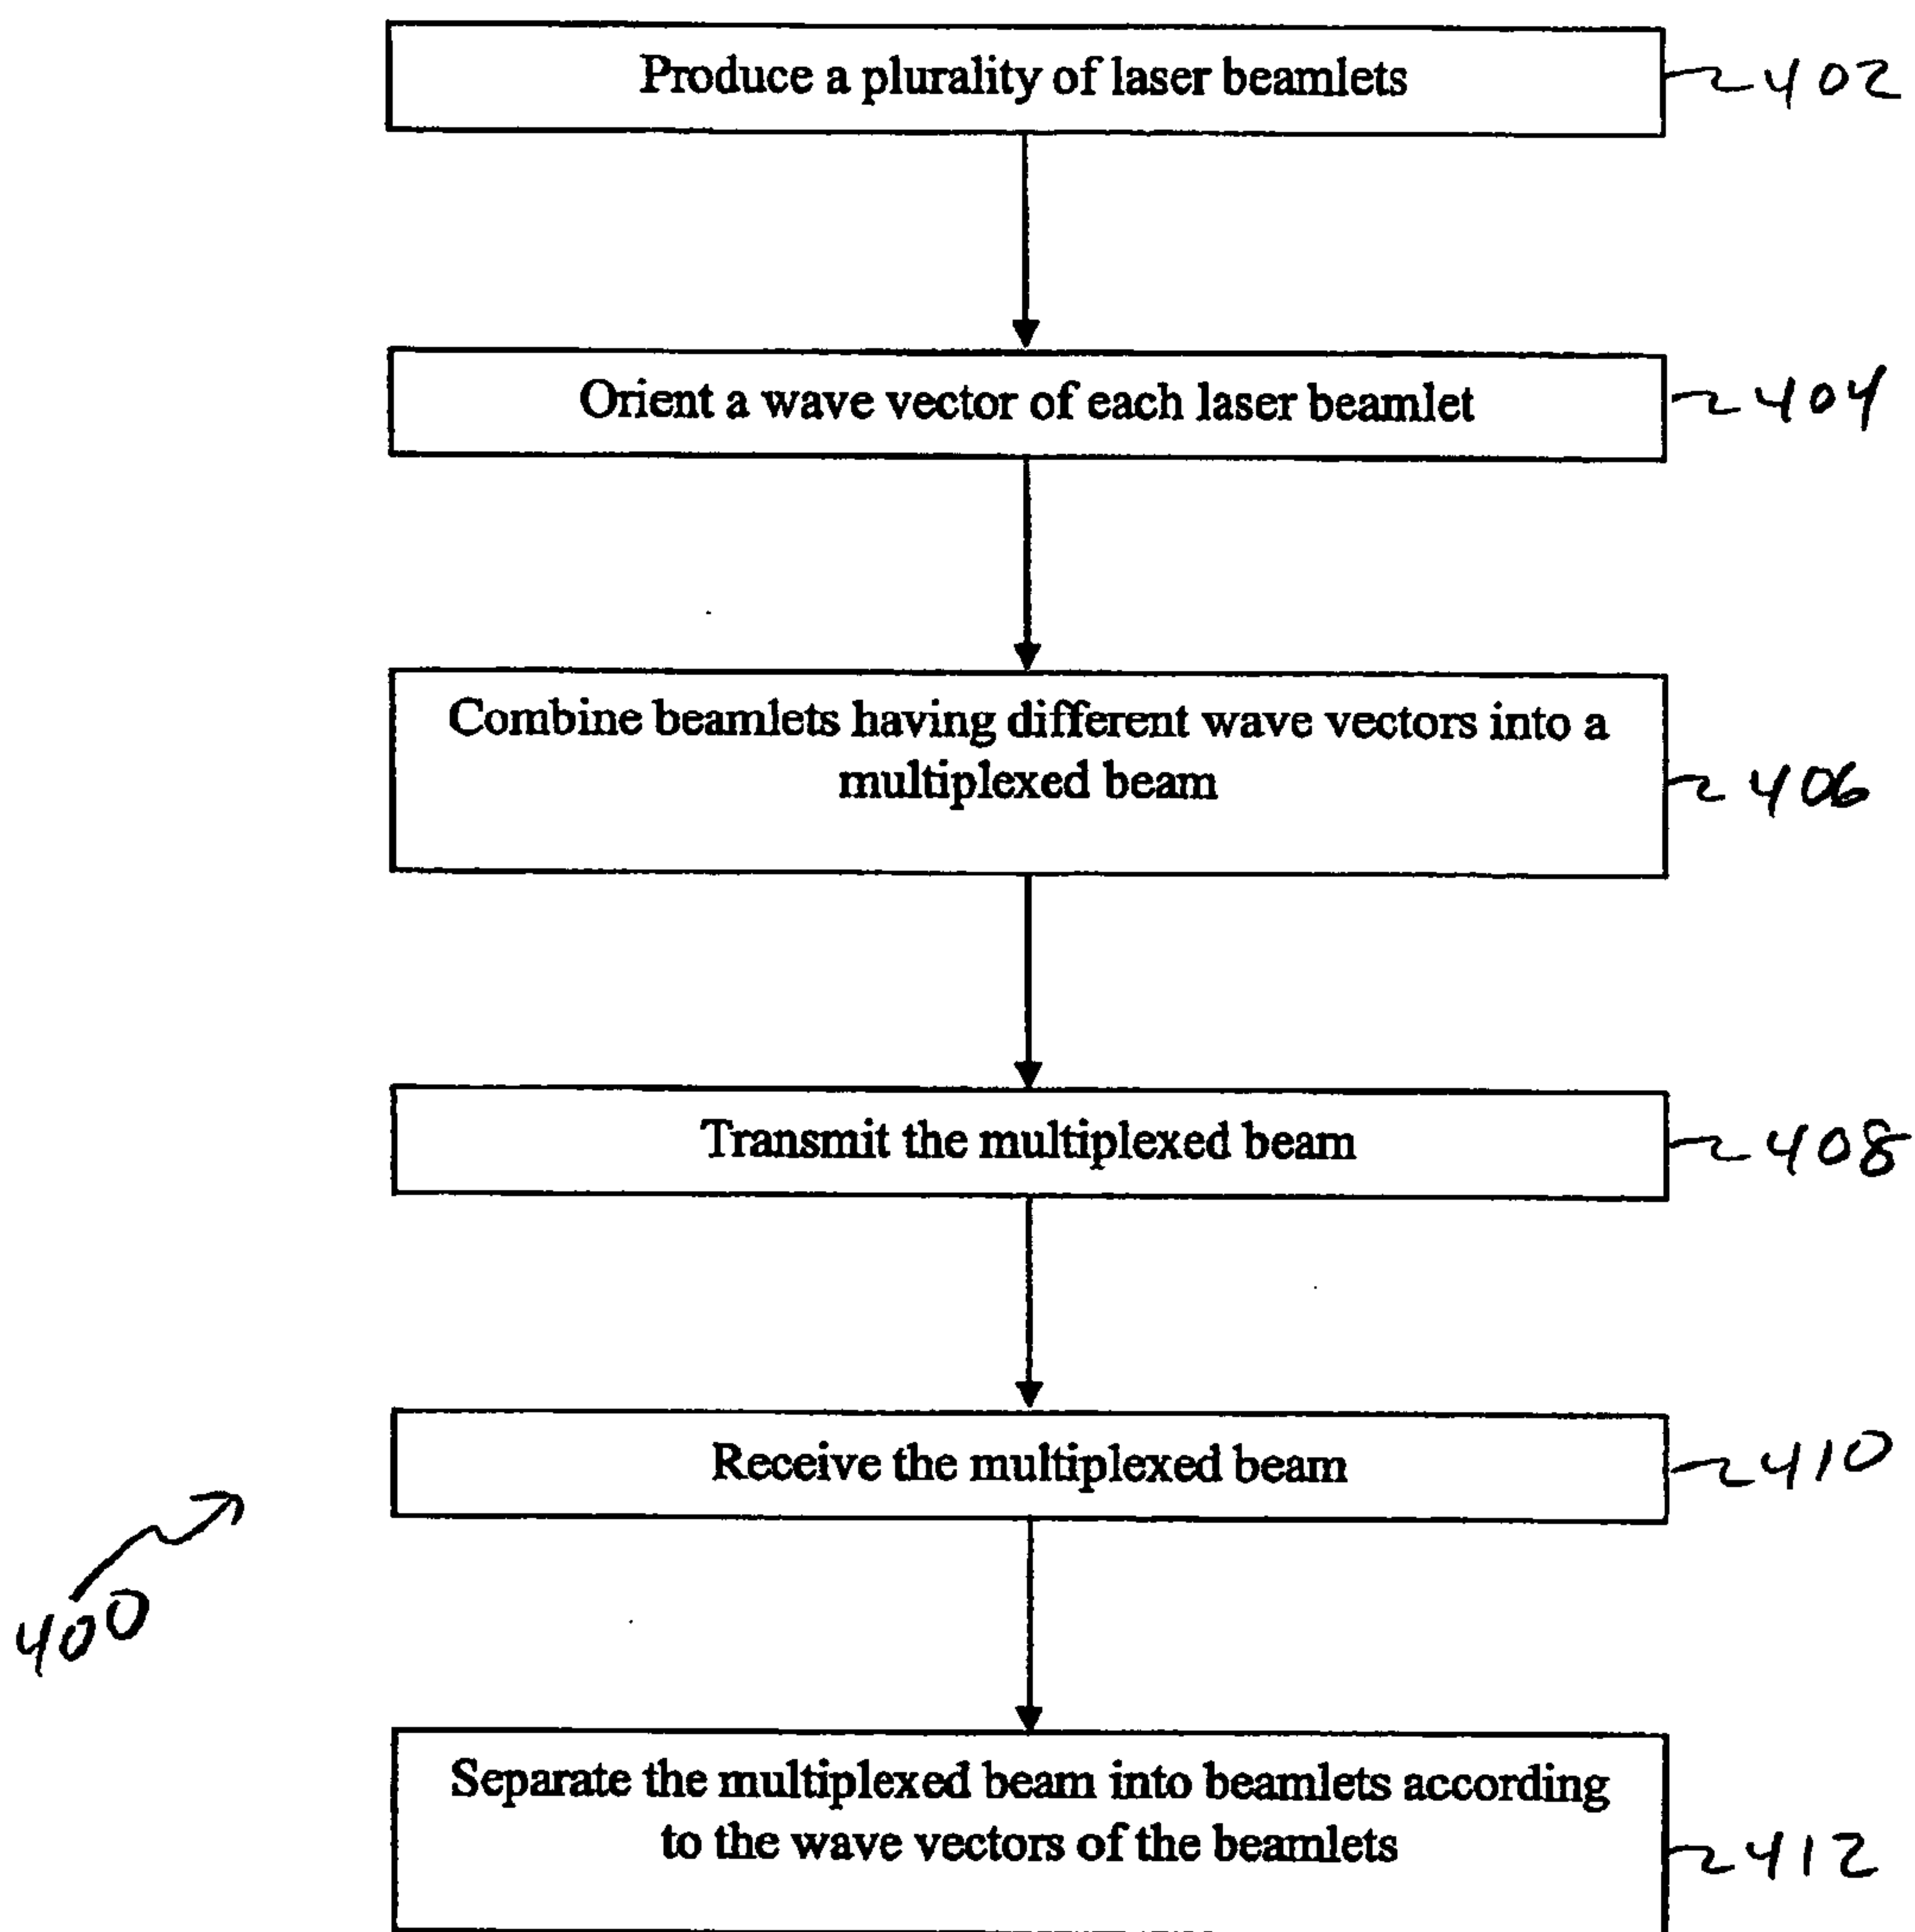 Produce a plurality of laser beamlets
402
Orient a wave vector of each laser beamlet
404
Combine beamlets having different wave vectors into a
multiplexed beam
406
Transmit the multiplexed beam
408
Receive the multiplexed beam
410
400
Separate the multiplexed beam into beamlets according
to the wave vectors of the beamlets
412